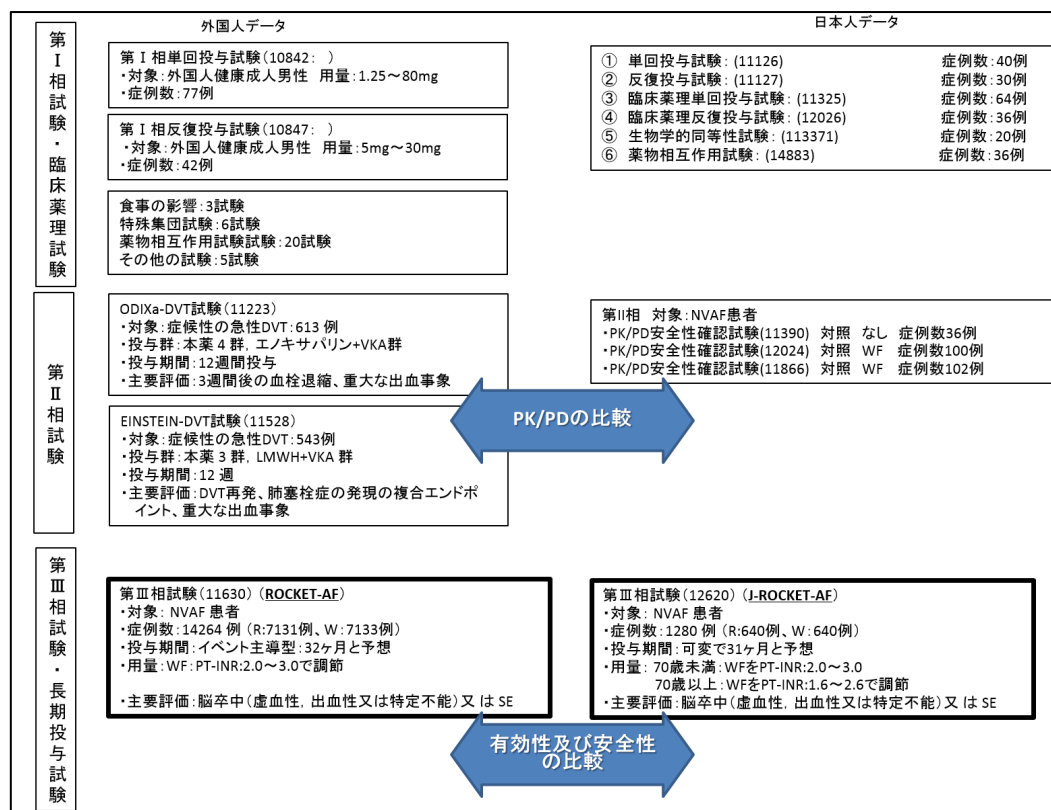 外国人データ
日本人データ
第Ⅰ相試験・臨床薬理試験
第Ⅰ相単回投与試験(10842: )
・対象:外国人健康成人男性 用量:1.25~80mg
・症例数:77例
第Ⅰ相反復投与試験(10847: )
・対象:外国人健康成人男性 用量:5mg~30mg
・症例数:42例
食事の影響:3試験
特殊集団試験:6試験
薬物相互作用試験試験:20試験
その他の試験:5試験
① 単回投与試験:(11126) 症例数:40例
② 反復投与試験:(11127) 症例数:30例
③ 臨床薬理単回投与試験:(11325) 症例数:64例
④ 臨床薬理反復投与試験:(12026) 症例数:36例
⑤ 生物学的同等性試験:(113371) 症例数:20例
⑥ 薬物相互作用試験:(14883) 症例数:36例
第Ⅱ相試験
ODIXa-DVT試験(11223)
・対象:症候性の急性DVT:613 例
・投与群:本薬 4 群, エノキサパリン+VKA群
・投与期間:12週間投与
・主要評価:3週間後の血栓退縮、重大な出血事象
EINSTEIN-DVT試験(11528)
・対象:症候性の急性DVT:543例
・投与群:本薬 3 群, LMWH+VKA 群
・投与期間:12 週
・主要評価:DVT再発、肺塞栓症の発現の複合エンドポ
イント、重大な出血事象
第II相 対象:NVAF患者
・PK/PD安全性確認試験(11390) 対照 なし 症例数36例
・PK/PD安全性確認試験(12024) 対照 WF 症例数100例
・PK/PD安全性確認試験(11866) 対照 WF 症例数102例
PK/PDの比較
第Ⅲ相試験・長期投与試験
第Ⅲ相試験(11630) (ROCKET-AF)
・対象: NVAF 患者
・症例数:14264 例 (R:7131例、W:7133例)
・投与期間:イベント主導型:32ヶ月と予想
・用量:WF:PT-INR:2.0~3.0で調節
・主要評価:脳卒中(虚血性, 出血性又は特定不能)又 は SE
第Ⅲ相試験(12620) (J-ROCKET-AF)
・対象: NVAF 患者
・症例数:1280 例 (R:640例、W:640例)
・投与期間:可変で31ヶ月と予想
・用量: 70歳未満:WFをPT-INR:2.0~3.0
70歳以上:WFをPT-INR:1.6~2.6で調節
・主要評価:脳卒中(虚血性, 出血性又は特定不能)又 は SE
有効性及び安全性
の比較